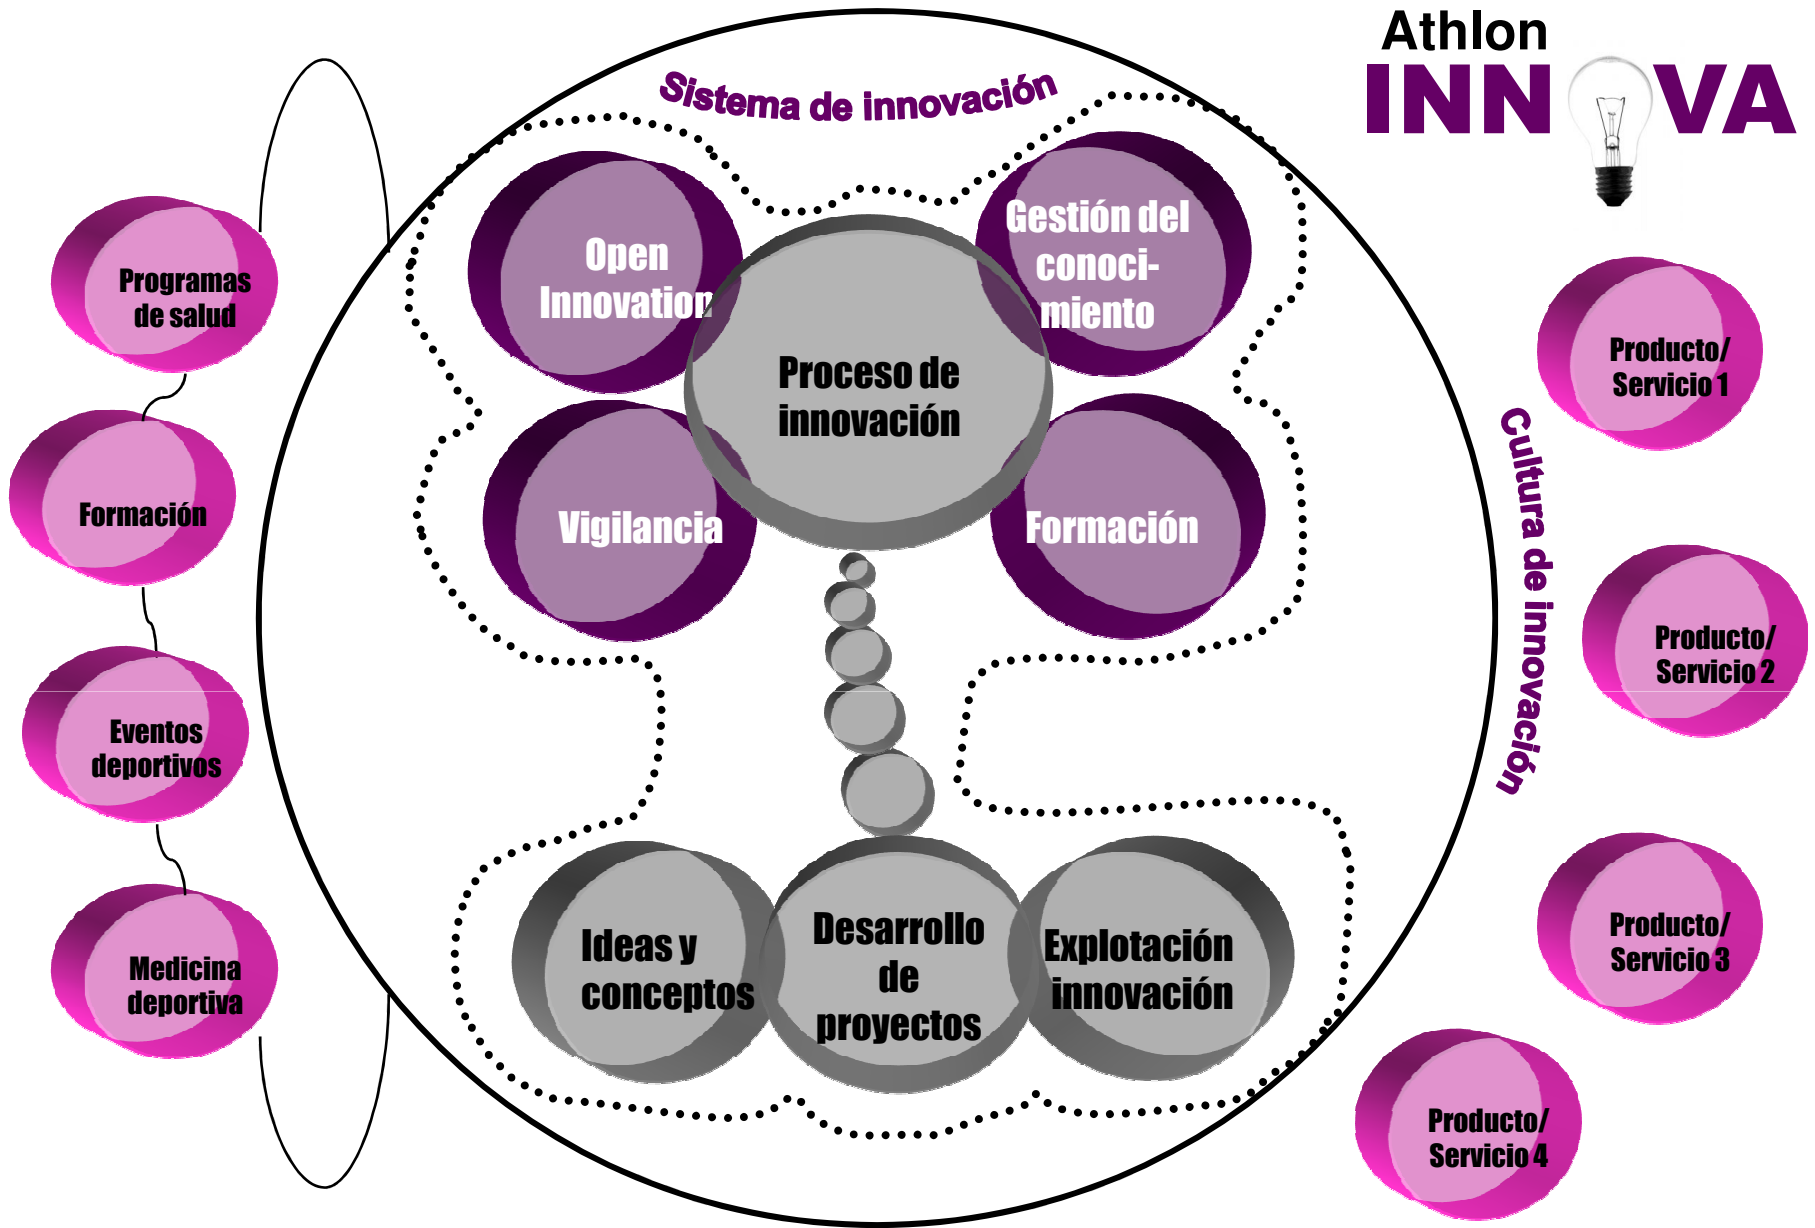 Athlon
INNOVA
Sistema de innovación
Programas
de salud
Formación
Eventos
deportivos
Medicina
deportiva
Open
Innovation
Gestión del
conoci-
miento
Proceso de
innovación
Vigilancia
Formación
Ideas y
conceptos
Desarrollo
de
proyectos
Explotación
innovación
Cultura de innovación
Producto/
Servicio 1
Producto/
Servicio 2
Producto/
Servicio 3
Producto/
Servicio 4